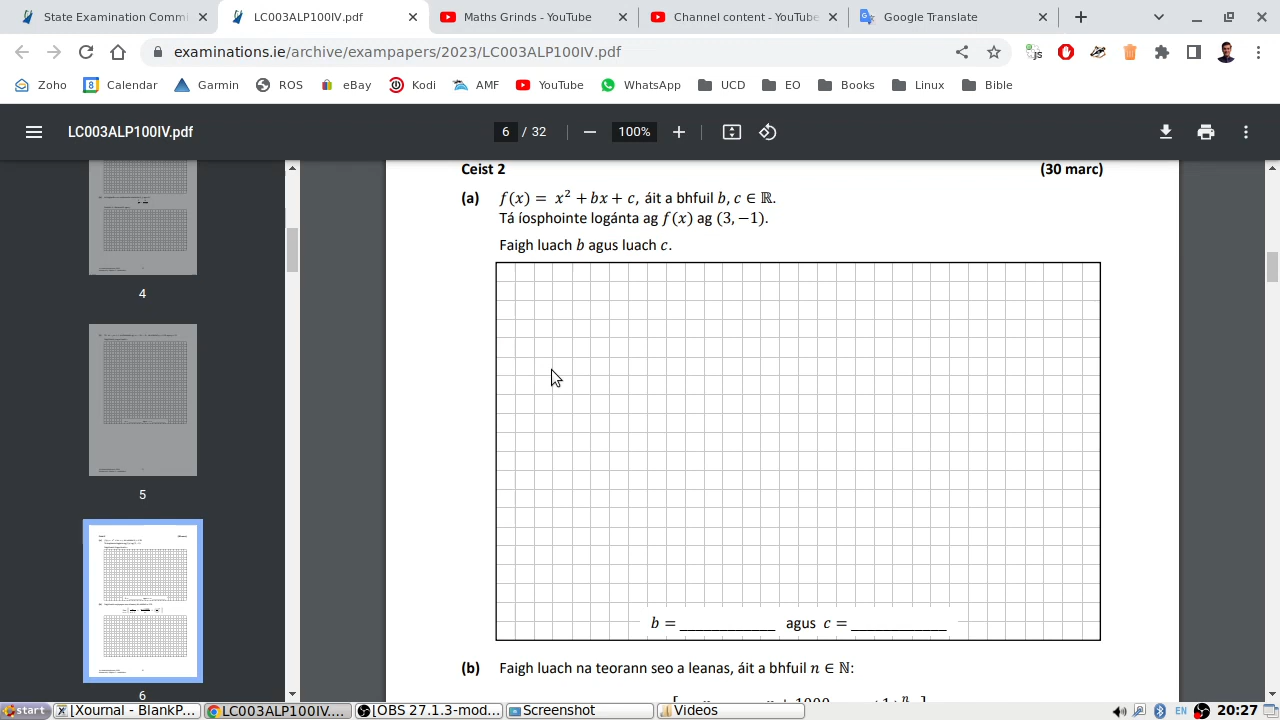 State Examination Commi
LC003ALP100IV.pdf
Maths Grinds - YouTube
Channel content - YouTube
Google Translate
examinations.ie/archive/exampapers/2023/LC003ALP100IV.pdf
JS
Zoho
8 Calendar
Garmin
ROS
eBay
Kodi
AMF
YouTube
WhatsApp
UCD
EO
Books
Linux
Bible
LC003ALP100IV.pdf
6 / 32
100%
4
5
6
Ceist 2 (30 marc)
(a) f(x) = x² + bx + c, áit a bhfuil b, c ∈ ℝ.
Tá íosphointe logánta ag f(x) ag (3, −1).
Faigh luach b agus luach c.
b = ____________ agus c = ____________
(b) Faigh luach na teorann seo a leanas, áit a bhfuil n ∈ ℕ:
start
[Xournal - BlankP...
LC003ALP100IV....
[OBS 27.1.3-mod...
Screenshot
Videos
EN
20:27